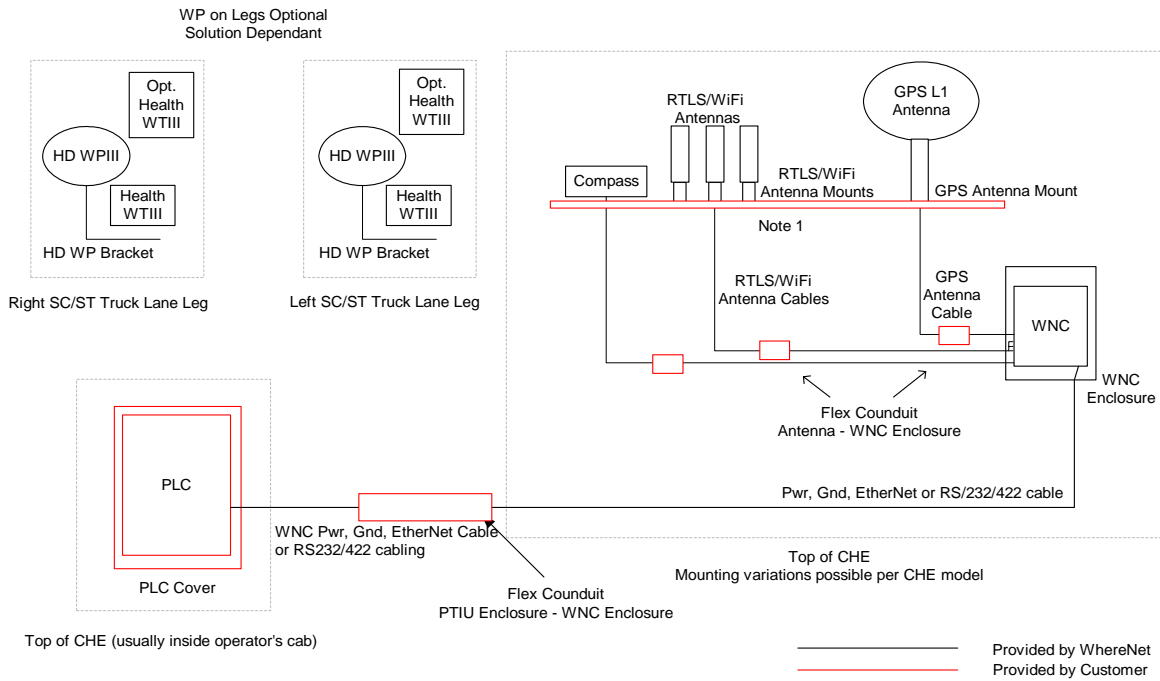 WP on Legs Optional
Solution Dependant
Opt.
Health
WTIII
HD WPIII
Health
WTIII
HD WP Bracket
Right SC/ST Truck Lane Leg
Opt.
Health
WTIII
HD WPIII
Health
WTIII
HD WP Bracket
Left SC/ST Truck Lane Leg
RTLS/WiFi
Antennas
GPS L1
Antenna
Compass
RTLS/WiFi
Antenna Mounts
GPS Antenna Mount
Note 1
RTLS/WiFi
Antenna Cables
GPS
Antenna
Cable
WNC
WNC
Enclosure
Flex Counduit
Antenna - WNC Enclosure
Pwr, Gnd, EtherNet or RS/232/422 cable
PLC
PLC Cover
WNC Pwr, Gnd, EtherNet Cable
or RS232/422 cabling
Flex Counduit
PTIU Enclosure - WNC Enclosure
Top of CHE
Mounting variations possible per CHE model
Top of CHE (usually inside operator's cab)
Provided by WhereNet
Provided by Customer